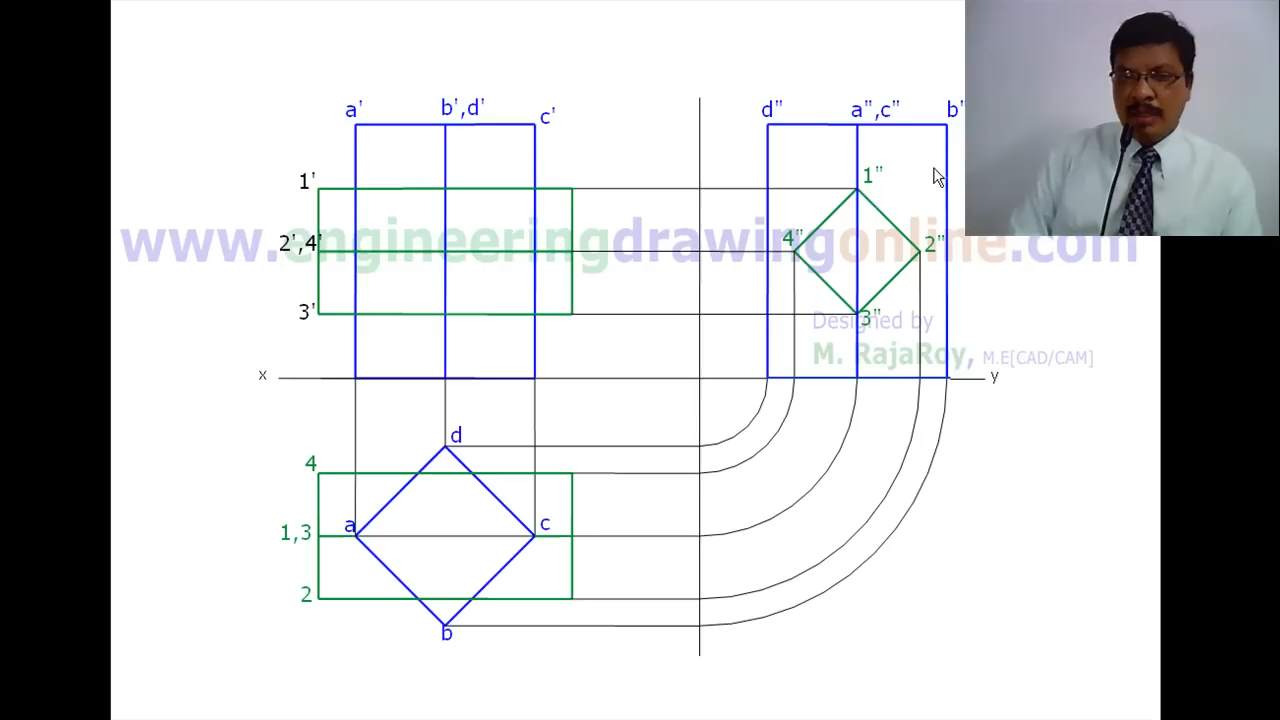 a' b',d' c' d" a",c" b"
1' 1"
www.engineeringdrawingonline.com
2',4' 4" 2"
3' 3"
Designed by
M. RajaRoy, M.E[CAD/CAM]
x y
d
4
a c
1,3
2
b